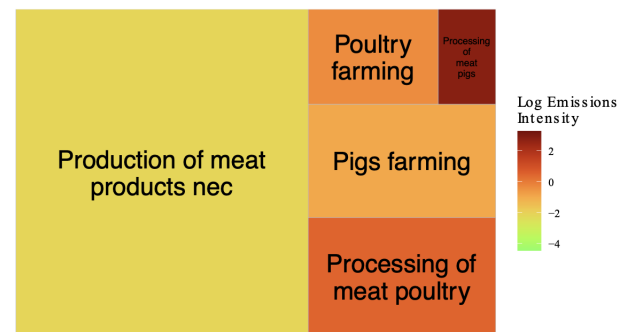 Poultry
farming
Processing
of
meat
pigs
Production of meat
products nec
Pigs farming
Processing of
meat poultry
Log Emissions
Intensity
2
0
−2
−4